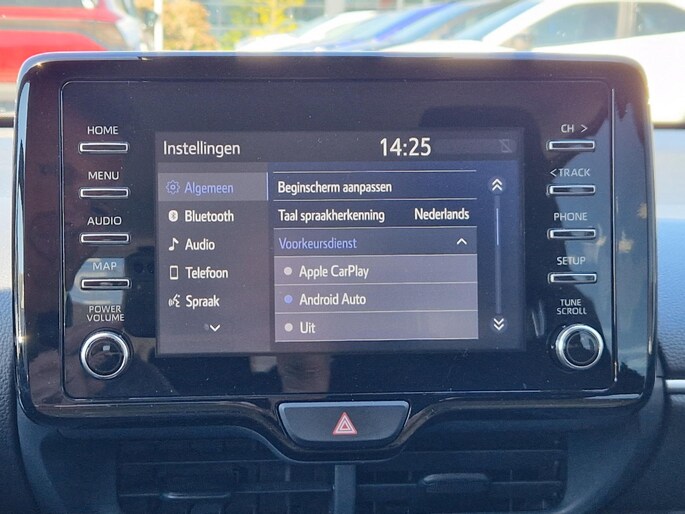 HOME
MENU
AUDIO
MAP
POWER
VOLUME
Instellingen 14:25
Algemeen
Bluetooth
Audio
Telefoon
Spraak
Beginscherm aanpassen
Taal spraakherkenning Nederlands
Voorkeursdienst
Apple CarPlay
Android Auto
Uit
CH >
< TRACK
PHONE
SETUP
TUNE
SCROLL